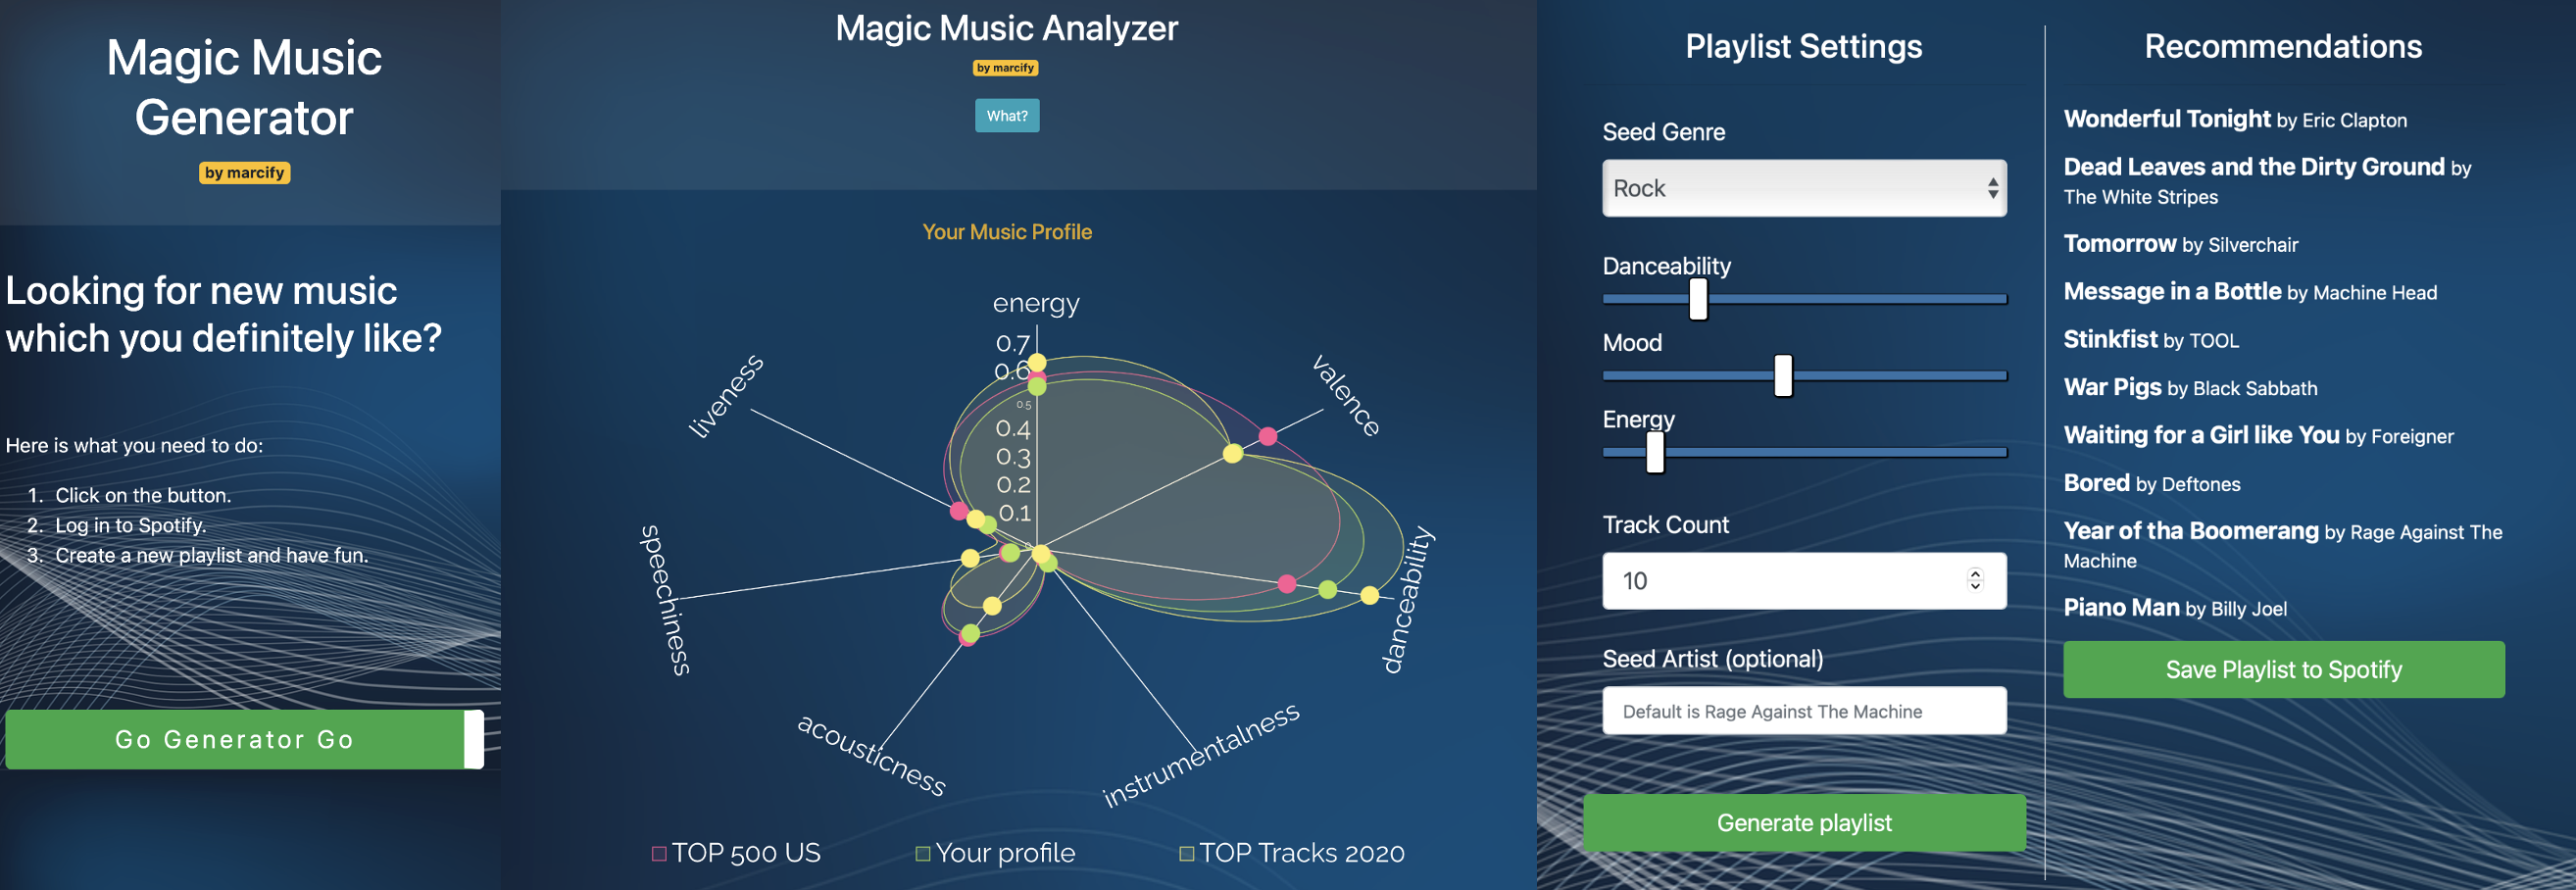 Magic Music
Generator
by marcify
Looking for new music
which you definitely like?
Here is what you need to do:
1. Click on the button.
2. Log in to Spotify.
3. Create a new playlist and have fun.
Go Generator Go
Magic Music Analyzer
by marcify
What?
Your Music Profile
energy
valence
danceability
instrumentalness
acousticness
speechiness
liveness
0.7
0.6
0.5
0.4
0.3
0.2
0.1
0
TOP 500 US
Your profile
TOP Tracks 2020
Playlist Settings
Seed Genre
Rock
Danceability
Mood
Energy
Track Count
10
Seed Artist (optional)
Default is Rage Against The Machine
Generate playlist
Recommendations
Wonderful Tonight by Eric Clapton
Dead Leaves and the Dirty Ground by
The White Stripes
Tomorrow by Silverchair
Message in a Bottle by Machine Head
Stinkfist by TOOL
War Pigs by Black Sabbath
Waiting for a Girl like You by Foreigner
Bored by Deftones
Year of tha Boomerang by Rage Against The
Machine
Piano Man by Billy Joel
Save Playlist to Spotify